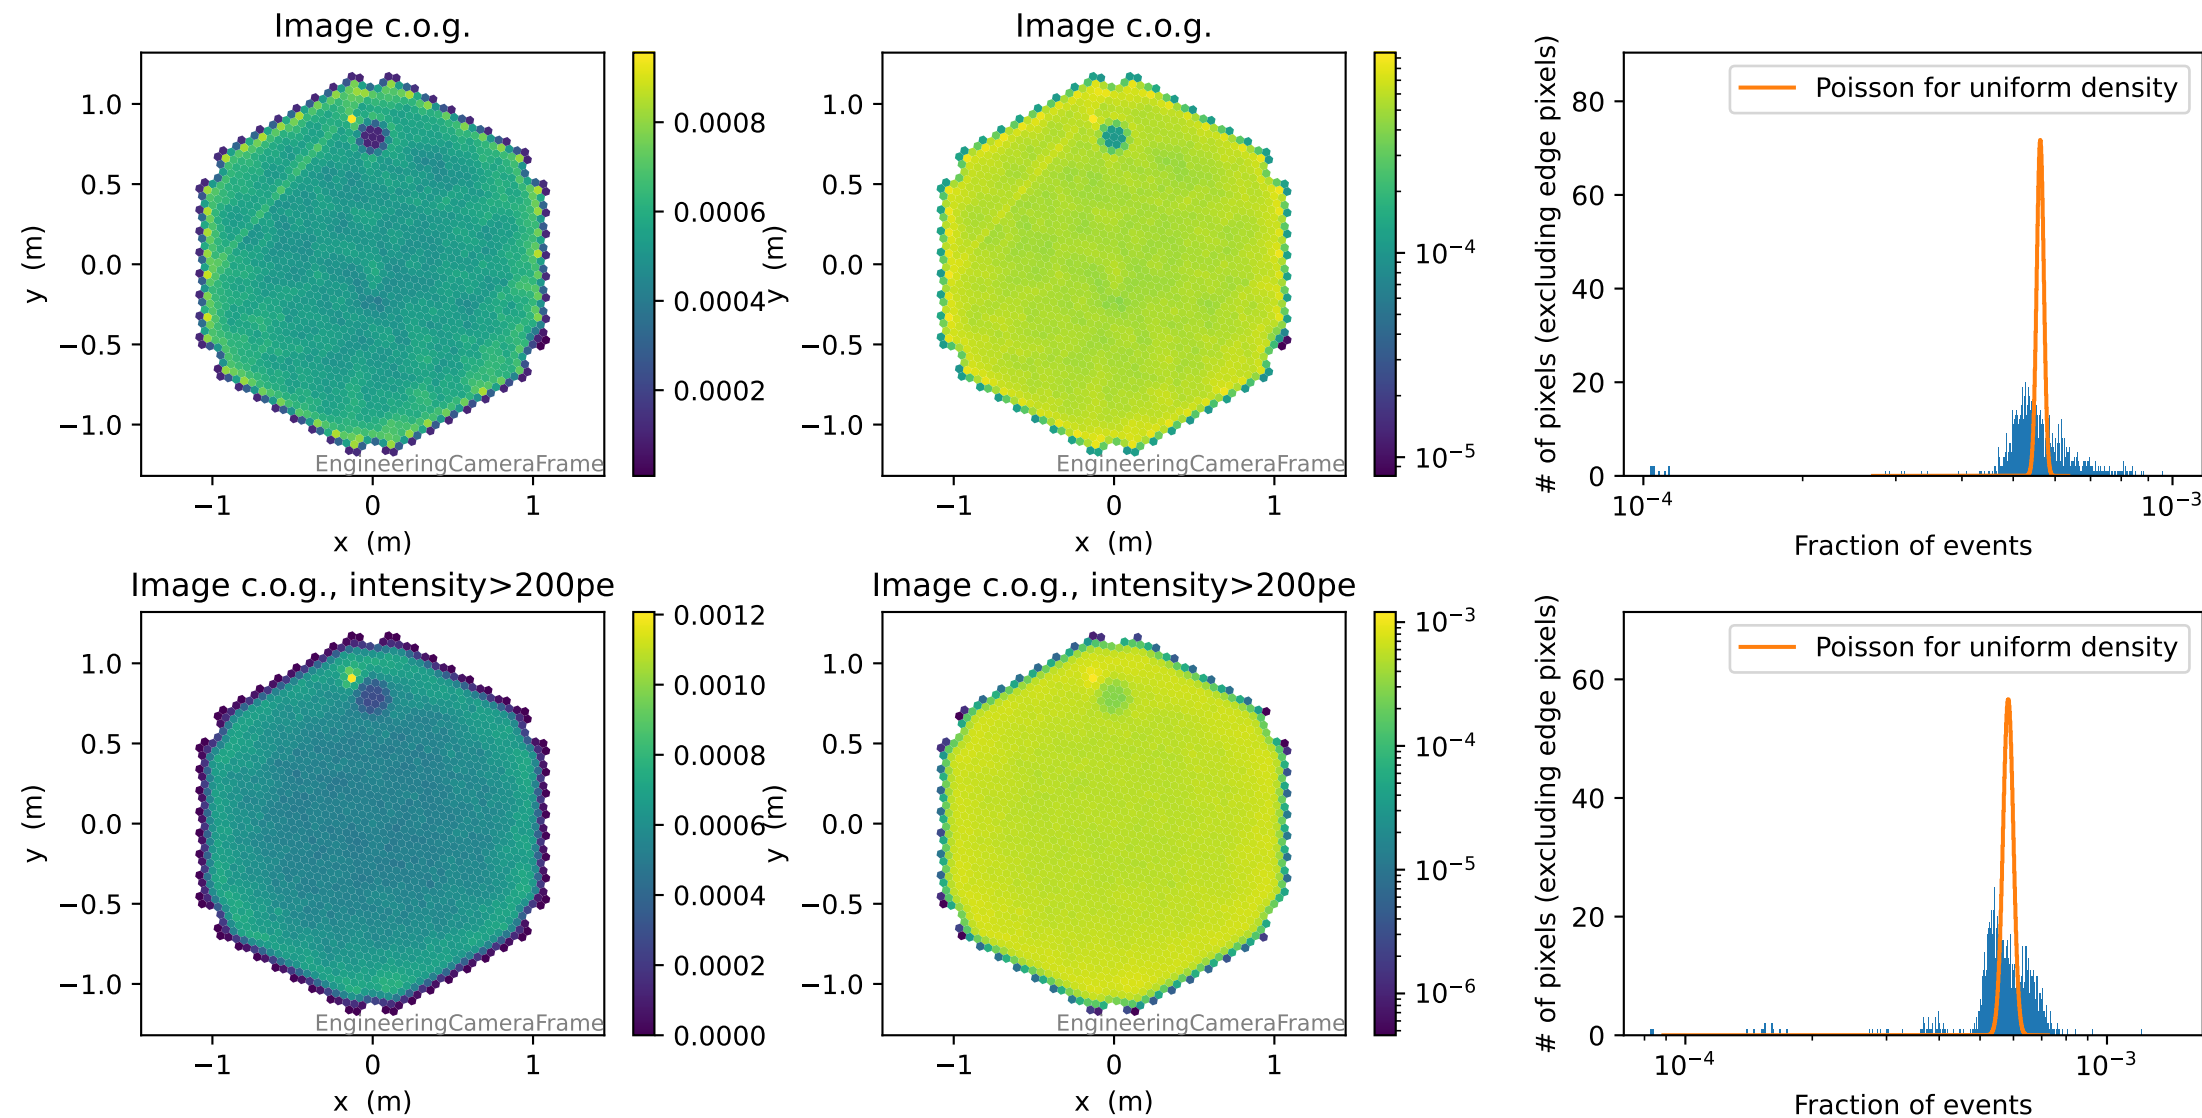 Image c.o.g.
1.0
0.5
0.0
−0.5
−1.0
y (m)
−1
0
1
x (m)
EngineeringCameraFrame
0.0008
0.0006
0.0004
0.0002
Image c.o.g.
1.0
0.5
0.0
−0.5
−1.0
y (m)
−1
0
1
x (m)
EngineeringCameraFrame
10⁻⁴
10⁻⁵
# of pixels (excluding edge pixels)
80
60
40
20
0
Poisson for uniform density
10⁻⁴
10⁻³
Fraction of events
Image c.o.g., intensity>200pe
1.0
0.5
0.0
−0.5
−1.0
y (m)
−1
0
1
x (m)
EngineeringCameraFrame
0.0012
0.0010
0.0008
0.0006
0.0004
0.0002
0.0000
Image c.o.g., intensity>200pe
1.0
0.5
0.0
−0.5
−1.0
y (m)
−1
0
1
x (m)
EngineeringCameraFrame
10⁻³
10⁻⁴
10⁻⁵
10⁻⁶
# of pixels (excluding edge pixels)
60
40
20
0
Poisson for uniform density
10⁻⁴
10⁻³
Fraction of events